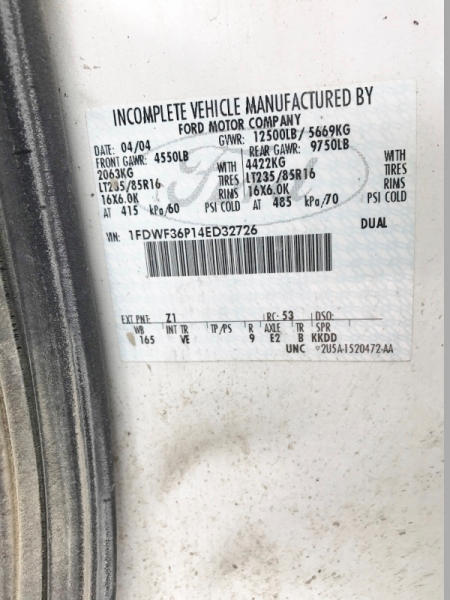 INCOMPLETE VEHICLE MANUFACTURED BY
FORD MOTOR COMPANY
DATE: 04/04 GVWR: 12500LB/ 5669KG
FRONT GAWR: 4550LB REAR GAWR: 9750LB
2063KG WITH 4422KG WITH
LT235/85R16 TIRES LT235/85R16 TIRES
16X6.0K RIMS 16X6.0K RIMS
AT 415 kPa/60 PSI COLD AT 485 kPa/70 PSI COLD
VIN: 1FDWF36P14ED32726 DUAL
EXT PNT: Z1 RC: 53 DSO:
WB INT TR TP/PS R AXLE TR SPR
165 VE 9 E2 B KKDD
UNC 2U5A-1520472-AA